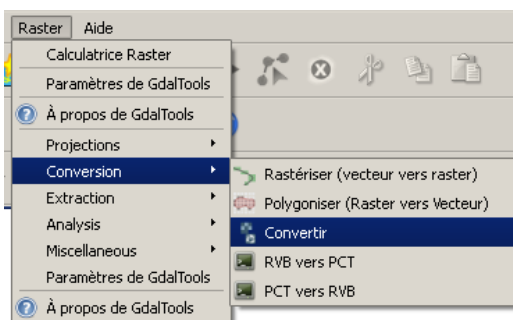 Raster Aide
Calculatrice Raster
Paramètres de GdalTools
À propos de GdalTools
Projections
Conversion
Extraction
Analysis
Miscellaneous
Paramètres de GdalTools
À propos de GdalTools
Rastériser (vecteur vers raster)
Polygoniser (Raster vers Vecteur)
Convertir
RVB vers PCT
PCT vers RVB